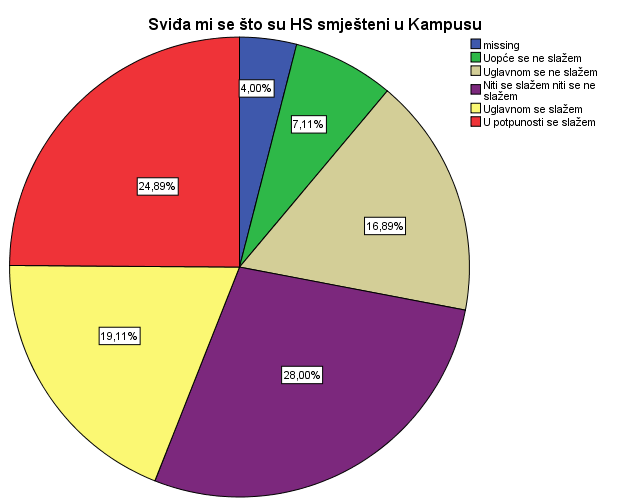 Sviđa mi se što su HS smješteni u Kampusu
missing
Uopće se ne slažem
Uglavnom se ne slažem
Niti se slažem niti se ne
slažem
Uglavnom se slažem
U potpunosti se slažem
4,00%
7,11%
16,89%
28,00%
19,11%
24,89%